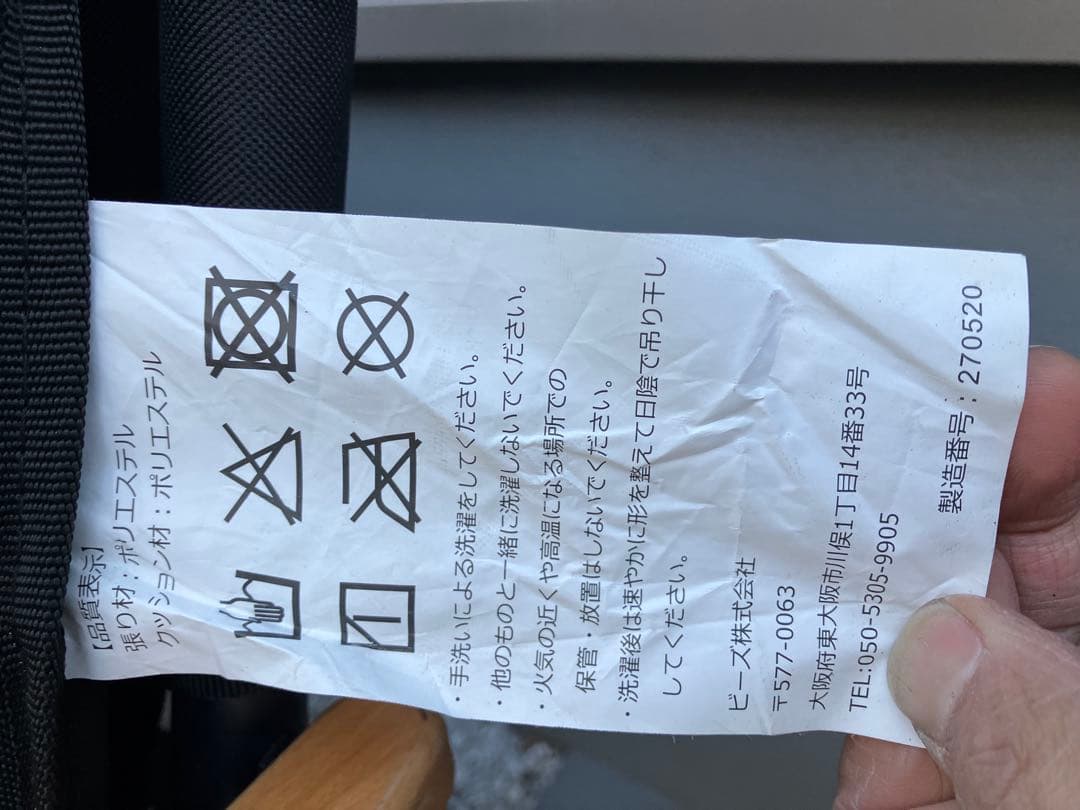 【品質表示】
張り材：ポリエステル
クッション材：ポリエステル
・手洗いによる洗濯をしてください。
・他のものと一緒に洗濯しないでください。
・火気の近くや高温になる場所での
保管・放置はしないでください。
・洗濯後は速やかに形を整えて日陰で吊り干し
してください。
ビーズ株式会社
〒577-0063
大阪府東大阪市川俣1丁目14番33号
TEL:050-5305-9905
製造番号：270520